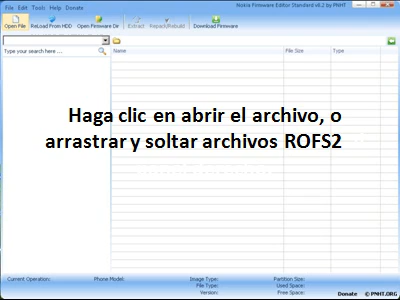 Nokia Firmware Editor Standard v0.2 by PNHT
File Edit Tools Help Donate
Open File ReLoad From HDD Open Firmware Dir Extract Repack/Rebuild Download Firmware
Type your search here ...
Name File Size Type
Haga clic en abrir el archivo, o
arrastrar y soltar archivos ROFS2
Current Operation: Phone Model: Image Type: Partition Size:
File Type: Used Space:
Version: Free Space:
Donate © PNHT.ORG